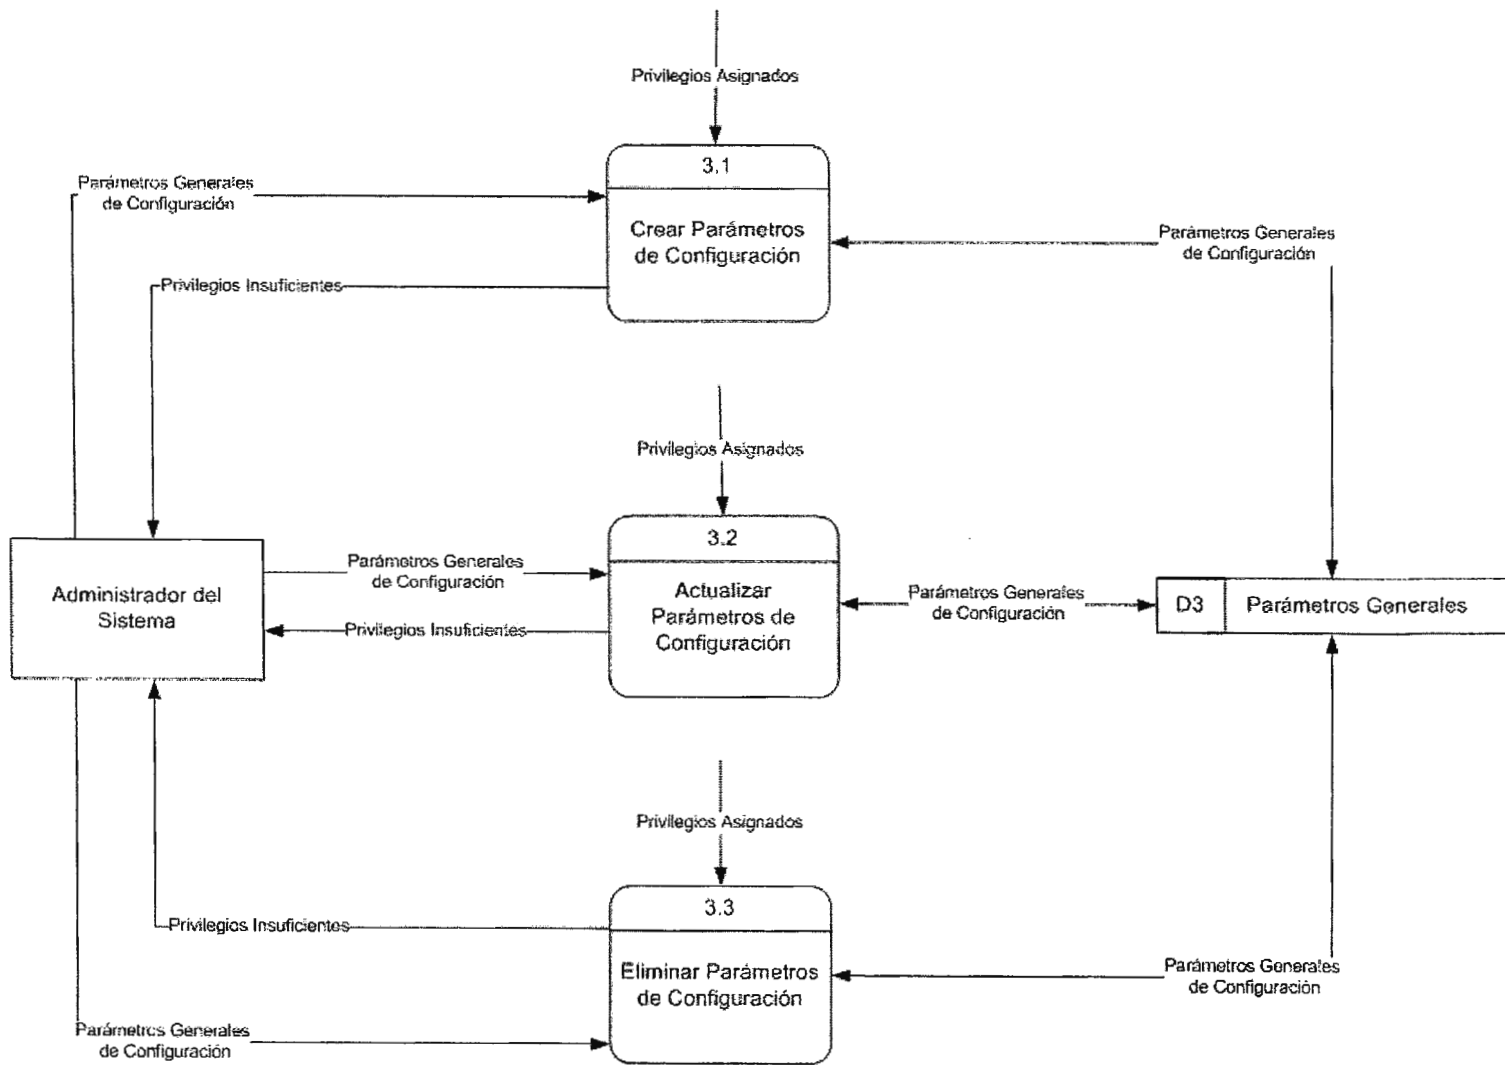 Privilegios Asignados
3.1
Parámetros Generales
de Configuración
Crear Parámetros
de Configuración
Parámetros Generales
de Configuración
Privilegios Insuficientes
Privilegios Asignados
3.2
Administrador del
Sistema
Parámetros Generales
de Configuración
Actualizar
Parámetros de
Configuración
Parámetros Generales
de Configuración
D3
Parámetros Generales
Privilegios Insuficientes
Privilegios Asignados
3.3
Privilegios Insuficientes
Eliminar Parámetros
de Configuración
Parámetros Generales
de Configuración
Parámetros Generales
de Configuración